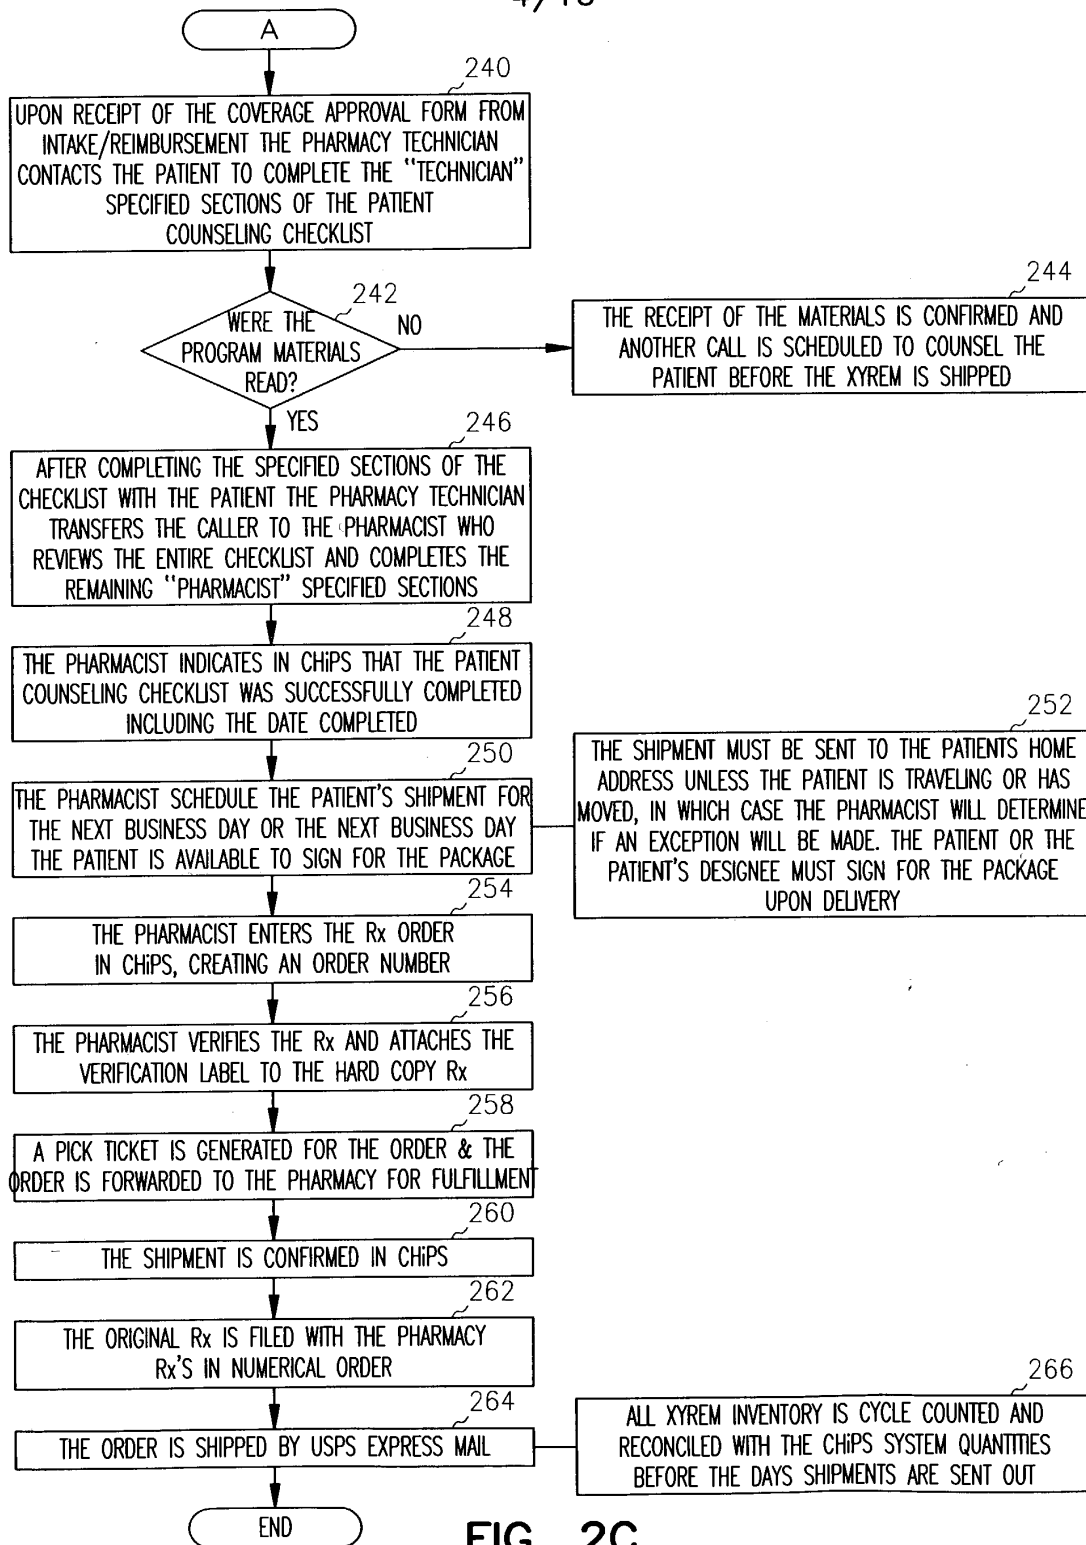 4/16
A
240
UPON RECEIPT OF THE COVERAGE APPROVAL FORM FROM
INTAKE/REIMBURSEMENT THE PHARMACY TECHNICIAN
CONTACTS THE PATIENT TO COMPLETE THE "TECHNICIAN"
SPECIFIED SECTIONS OF THE PATIENT
COUNSELING CHECKLIST
242
WERE THE
PROGRAM MATERIALS
READ?
NO
244
THE RECEIPT OF THE MATERIALS IS CONFIRMED AND
ANOTHER CALL IS SCHEDULED TO COUNSEL THE
PATIENT BEFORE THE XYREM IS SHIPPED
YES
246
AFTER COMPLETING THE SPECIFIED SECTIONS OF THE
CHECKLIST WITH THE PATIENT THE PHARMACY TECHNICIAN
TRANSFERS THE CALLER TO THE PHARMACIST WHO
REVIEWS THE ENTIRE CHECKLIST AND COMPLETES THE
REMAINING "PHARMACIST" SPECIFIED SECTIONS
248
THE PHARMACIST INDICATES IN CHiPS THAT THE PATIENT
COUNSELING CHECKLIST WAS SUCCESSFULLY COMPLETED
INCLUDING THE DATE COMPLETED
250
THE PHARMACIST SCHEDULE THE PATIENT'S SHIPMENT FOR
THE NEXT BUSINESS DAY OR THE NEXT BUSINESS DAY
THE PATIENT IS AVAILABLE TO SIGN FOR THE PACKAGE
252
THE SHIPMENT MUST BE SENT TO THE PATIENTS HOME
ADDRESS UNLESS THE PATIENT IS TRAVELING OR HAS
MOVED, IN WHICH CASE THE PHARMACIST WILL DETERMINE
IF AN EXCEPTION WILL BE MADE. THE PATIENT OR THE
PATIENT'S DESIGNEE MUST SIGN FOR THE PACKAGE
UPON DELIVERY
254
THE PHARMACIST ENTERS THE Rx ORDER
IN CHiPS, CREATING AN ORDER NUMBER
256
THE PHARMACIST VERIFIES THE Rx AND ATTACHES THE
VERIFICATION LABEL TO THE HARD COPY Rx
258
A PICK TICKET IS GENERATED FOR THE ORDER & THE
ORDER IS FORWARDED TO THE PHARMACY FOR FULFILLMENT
260
THE SHIPMENT IS CONFIRMED IN CHiPS
262
THE ORIGINAL Rx IS FILED WITH THE PHARMACY
Rx'S IN NUMERICAL ORDER
264
THE ORDER IS SHIPPED BY USPS EXPRESS MAIL
266
ALL XYREM INVENTORY IS CYCLE COUNTED AND
RECONCILED WITH THE CHiPS SYSTEM QUANTITIES
BEFORE THE DAYS SHIPMENTS ARE SENT OUT
END
FIG. 2C